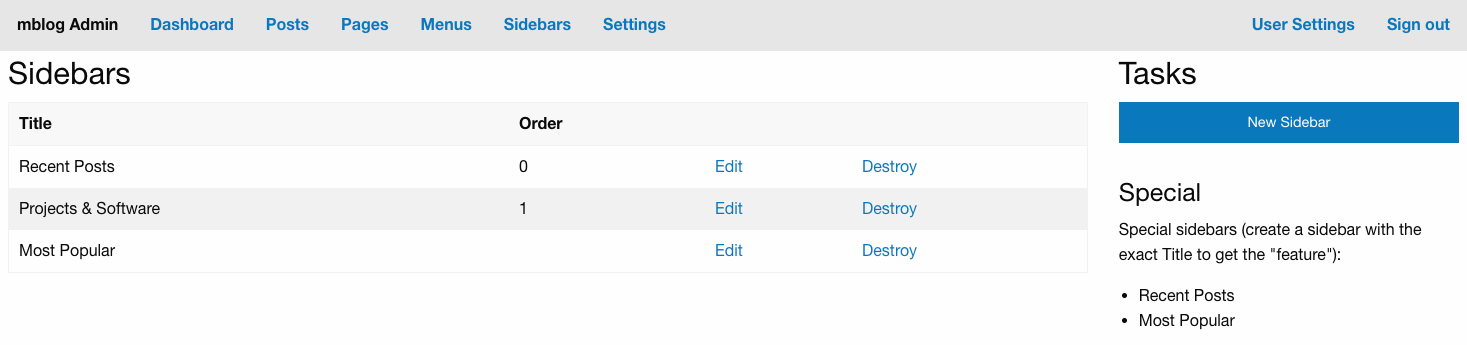 mblog Admin Dashboard Posts Pages Menus Sidebars Settings User Settings Sign out
Sidebars
Title Order
Recent Posts 0 Edit Destroy
Projects & Software 1 Edit Destroy
Most Popular Edit Destroy
Tasks
New Sidebar
Special
Special sidebars (create a sidebar with the
exact Title to get the "feature"):
• Recent Posts
• Most Popular